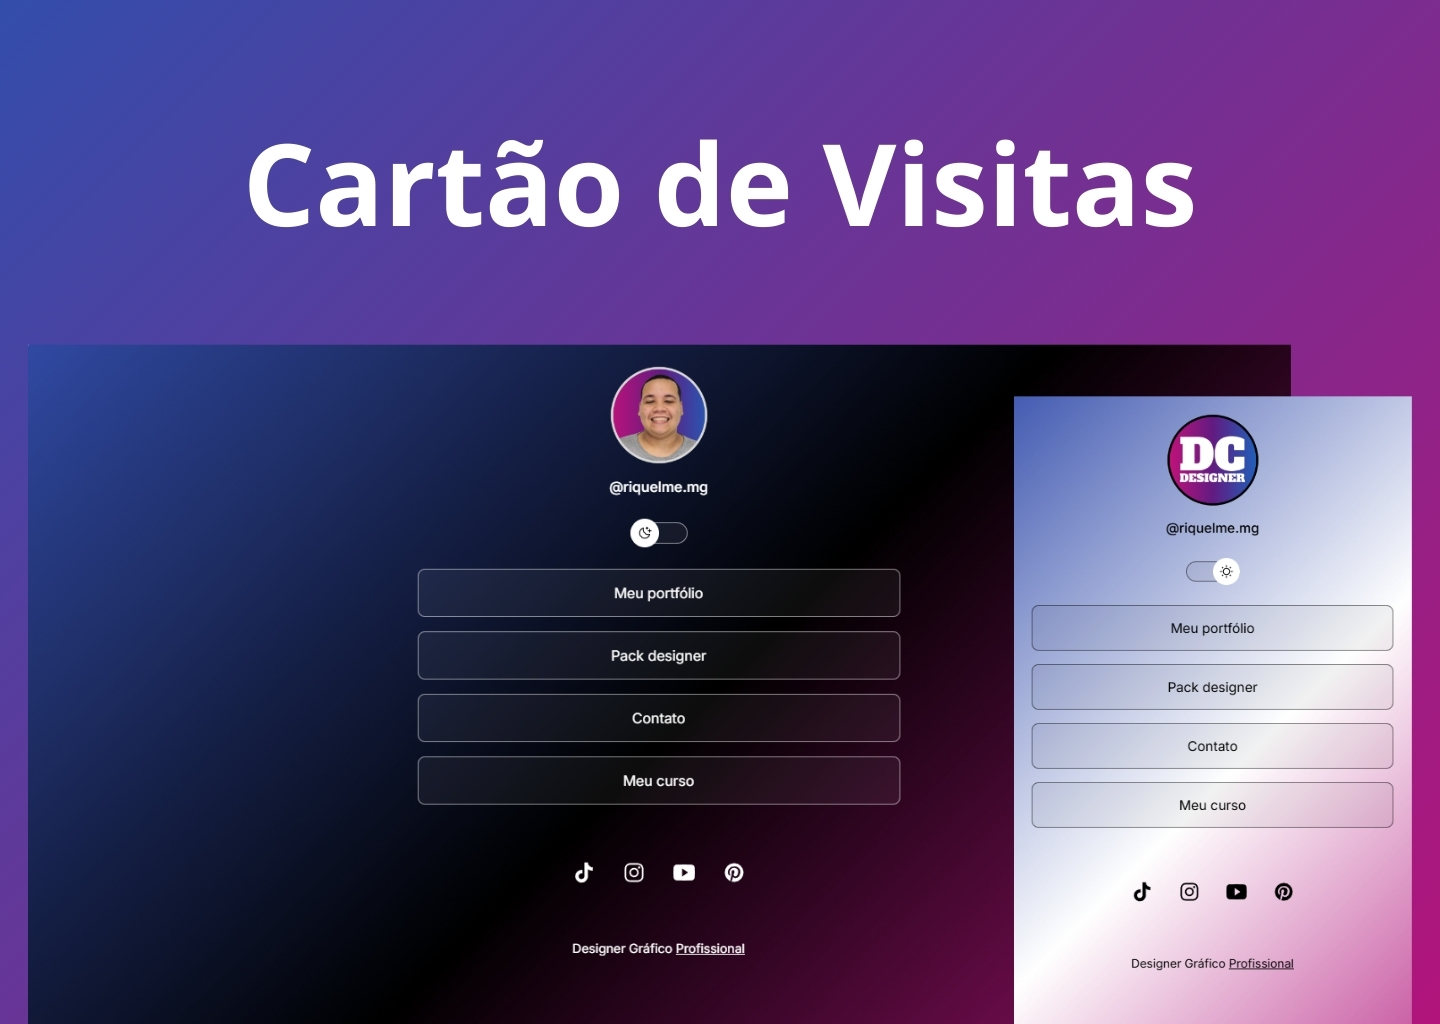 Cartão de Visitas
@riquelme.mg
Meu portfólio
Pack designer
Contato
Meu curso
Designer Gráfico Profissional
DC
DESIGNER
@riquelme.mg
Meu portfólio
Pack designer
Contato
Meu curso
Designer Gráfico Profissional